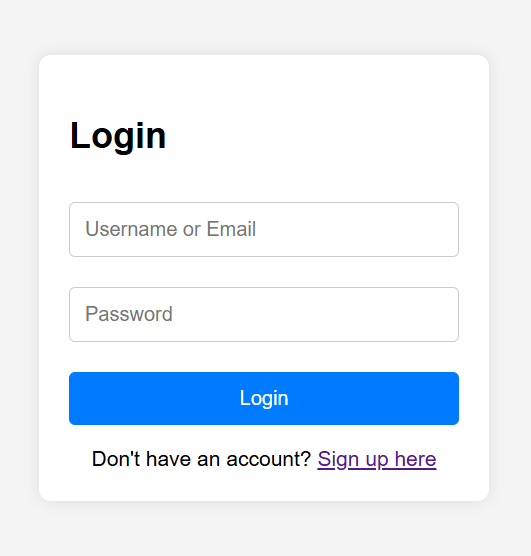 Login
Username or Email
Password
Login
Don't have an account? Sign up here